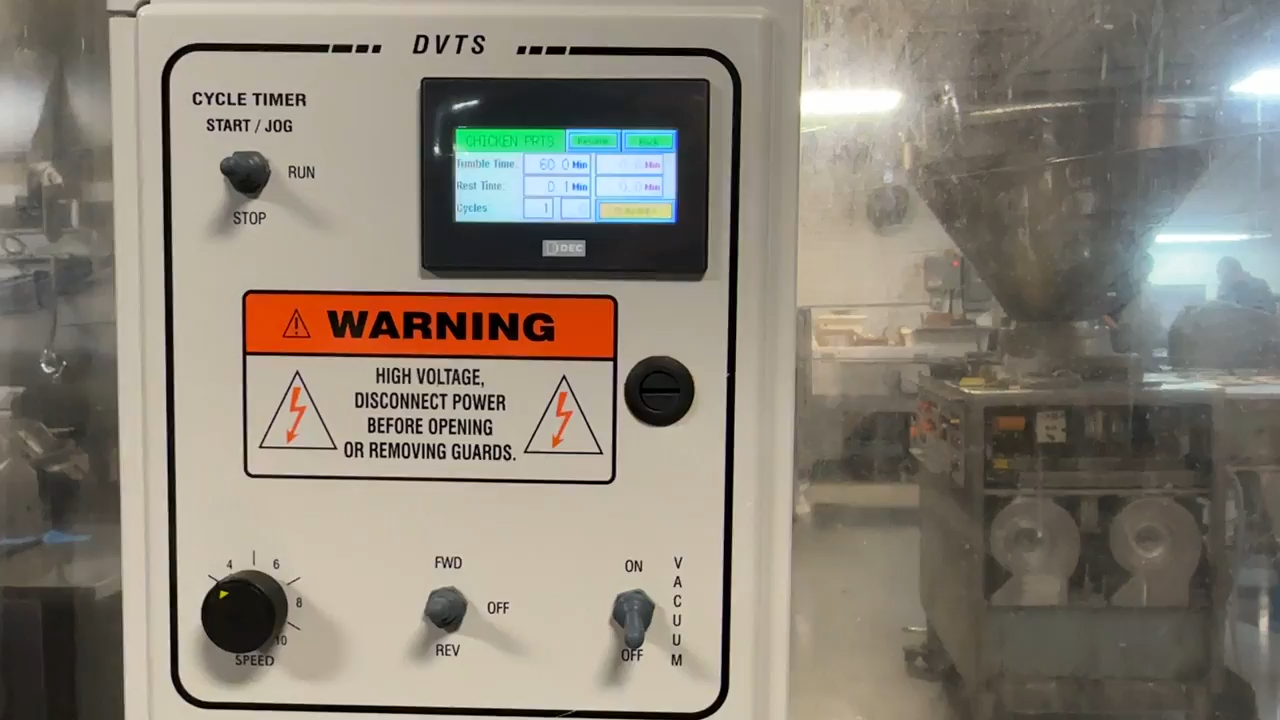 DVTS
CYCLE TIMER
START / JOG
RUN
STOP
CHICKEN PRTS
Tumble Time: 60.0 Min
Rest Time: 0.1 Min
Cycles 1
IDEC
WARNING
HIGH VOLTAGE,
DISCONNECT POWER
BEFORE OPENING
OR REMOVING GUARDS.
4 6 8 10
SPEED
FWD
OFF
REV
ON
OFF
VACUUM